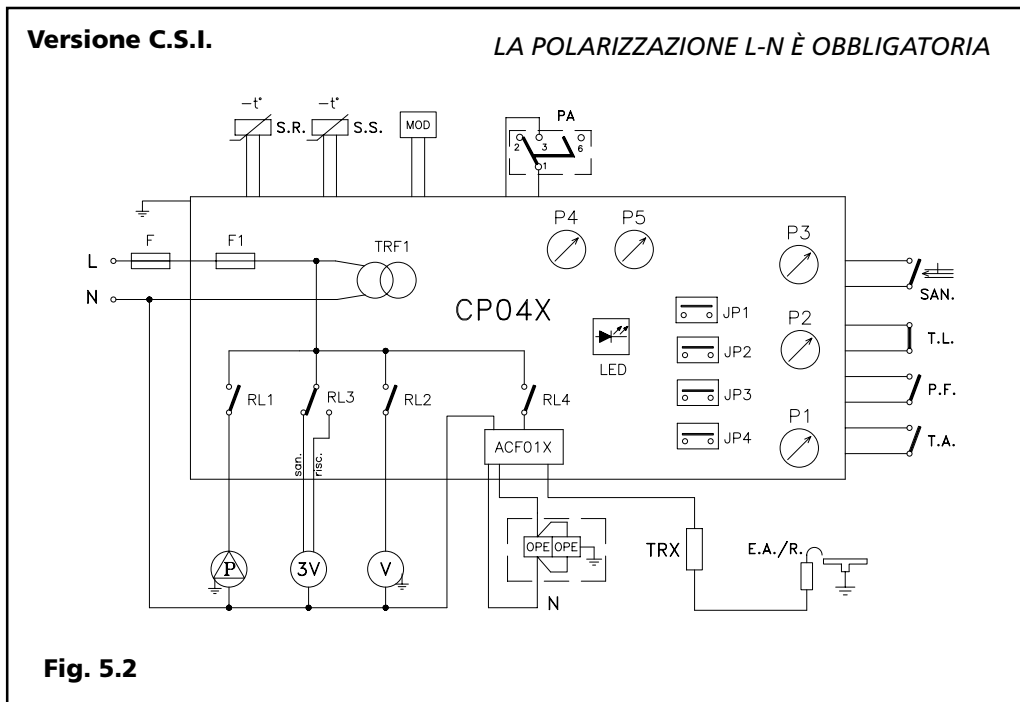 Versione C.S.I.
LA POLARIZZAZIONE L-N È OBBLIGATORIA
-t°
S.R.
-t°
S.S.
MOD
PA
2
3
6
1
P4
P5
P3
F
F1
TRF1
L
N
CP04X
SAN.
LED
JP1
JP2
JP3
JP4
P2
T.L.
P.F.
P1
T.A.
RL1
RL3
RL2
RL4
san.
risc.
ACF01X
P
3V
V
OPE
OPE
N
TRX
E.A./R.
Fig. 5.2